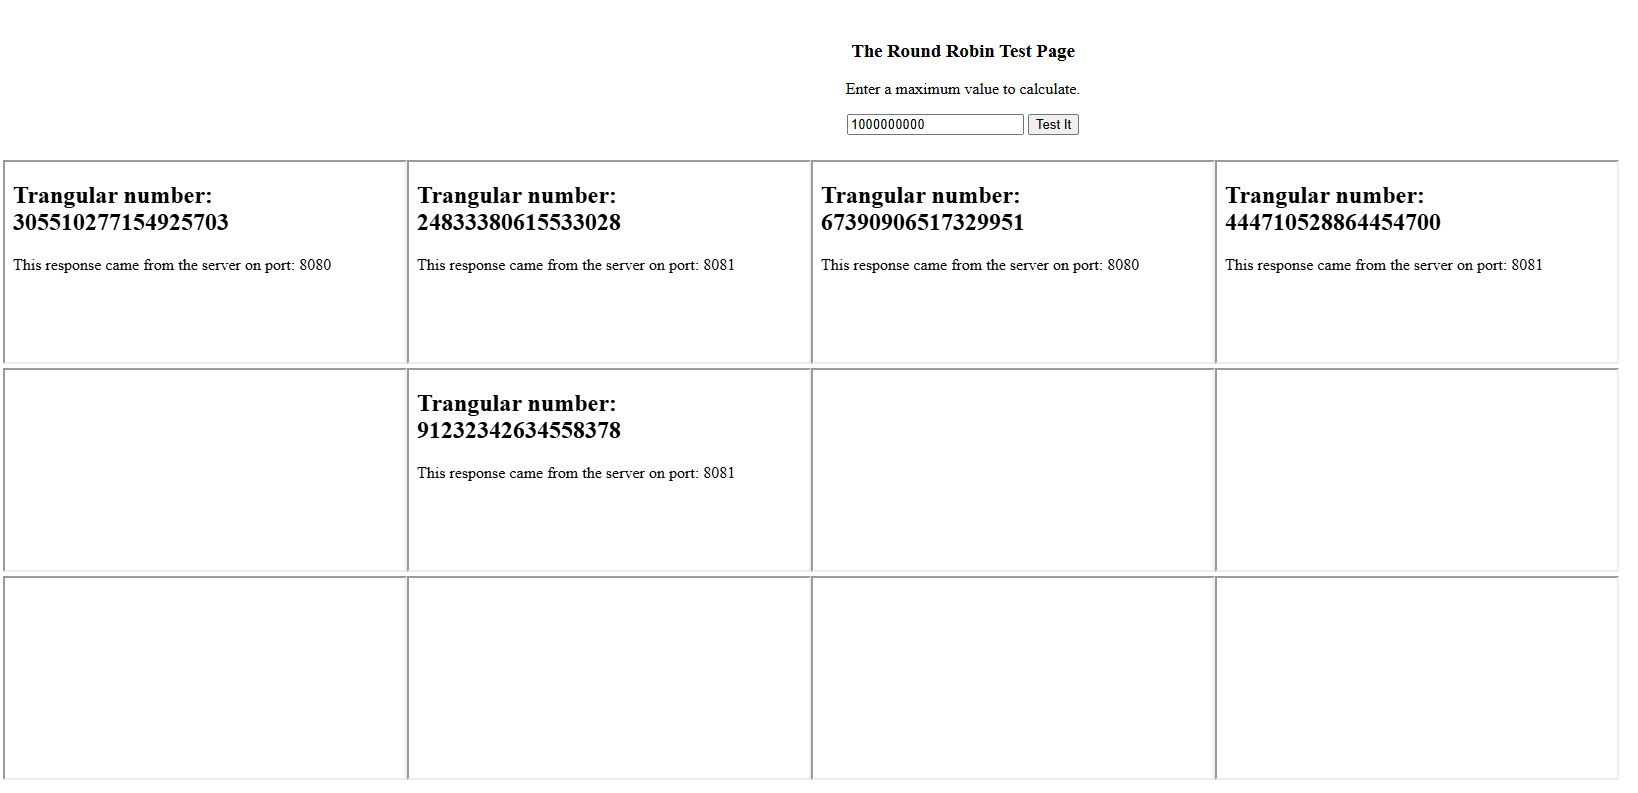 The Round Robin Test Page
Enter a maximum value to calculate.
1000000000 Test It
Trangular number:
305510277154925703
This response came from the server on port: 8080
Trangular number:
24833380615533028
This response came from the server on port: 8081
Trangular number:
67390906517329951
This response came from the server on port: 8080
Trangular number:
444710528864454700
This response came from the server on port: 8081
Trangular number:
91232342634558378
This response came from the server on port: 8081